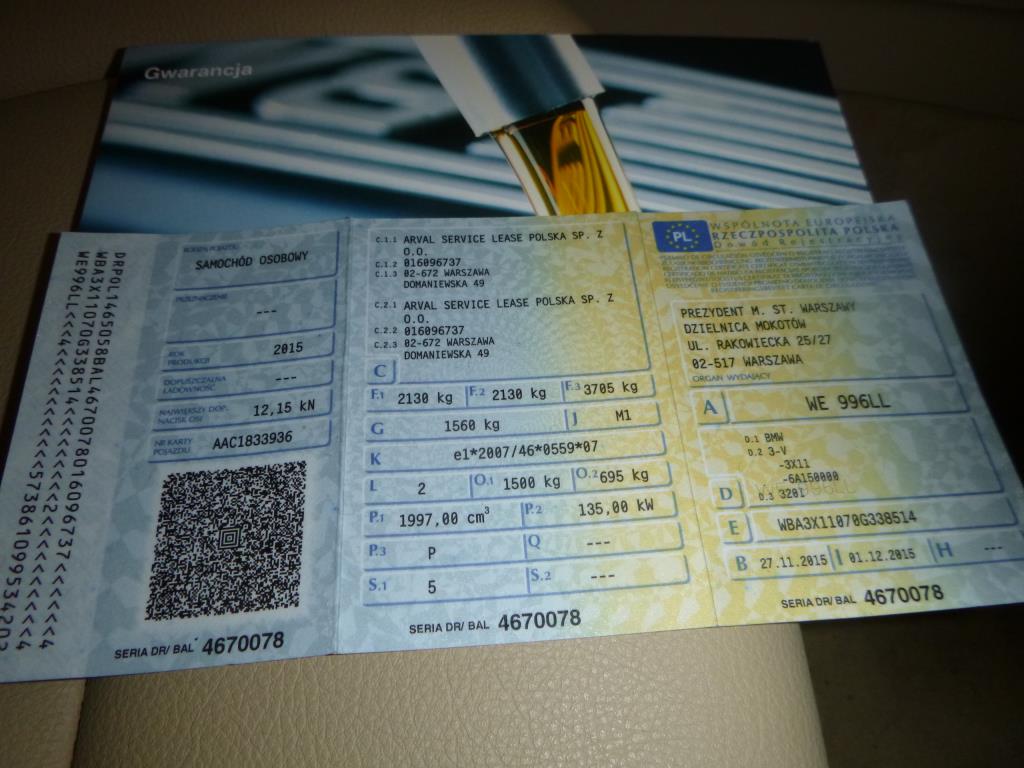 Gwarancja
DRPOL1465058BAL4670078016096737<<<<4
WBA3X11070G338514<<<<<<<<<<<
WE996LL<<4<<<<
RODZAJ POJAZDU
SAMOCHÓD OSOBOWY
PRZEZNACZENIE
---
ROK
PRODUKCJI
2015
DOPUSZCZALNA
ŁADOWNOŚĆ
---
NAJWIĘKSZY DOP.
NACISK OSI
12,15 kN
NR KARTY
POJAZDU
AAC1833936
SERIA DR/ BAL 4670078
C.1.1 ARVAL SERVICE LEASE POLSKA SP. Z
O.O.
C.1.2 016096737
C.1.3 02-672 WARSZAWA
DOMANIEWSKA 49
C.2.1 ARVAL SERVICE LEASE POLSKA SP. Z
O.O.
C.2.2 016096737
C.2.3 02-672 WARSZAWA
DOMANIEWSKA 49
C
F.1 2130 kg F.2 2130 kg F.3 3705 kg
G 1560 kg J M1
K e1*2007/46*0559*07
L 2 O.1 1500 kg O.2 695 kg
P.1 1997,00 cm³ P.2 135,00 kW
P.3 P Q ---
S.1 5 S.2 ---
SERIA DR/ BAL 4670078
PL
WSPÓLNOTA EUROPEJSKA
RZECZPOSPOLITA POLSKA
Dowód Rejestracyjny
PREZYDENT M. ST. WARSZAWY
DZIELNICA MOKOTÓW
UL. RAKOWIECKA 25/27
02-517 WARSZAWA
ORGAN WYDAJĄCY
A WE 996LL
D.1 BMW
D.2 3-V
-3X11
-6A150000
D D.3 320I
E WBA3X11070G338514
B 27.11.2015 I 01.12.2015 H ---
SERIA DR/ BAL 4670078